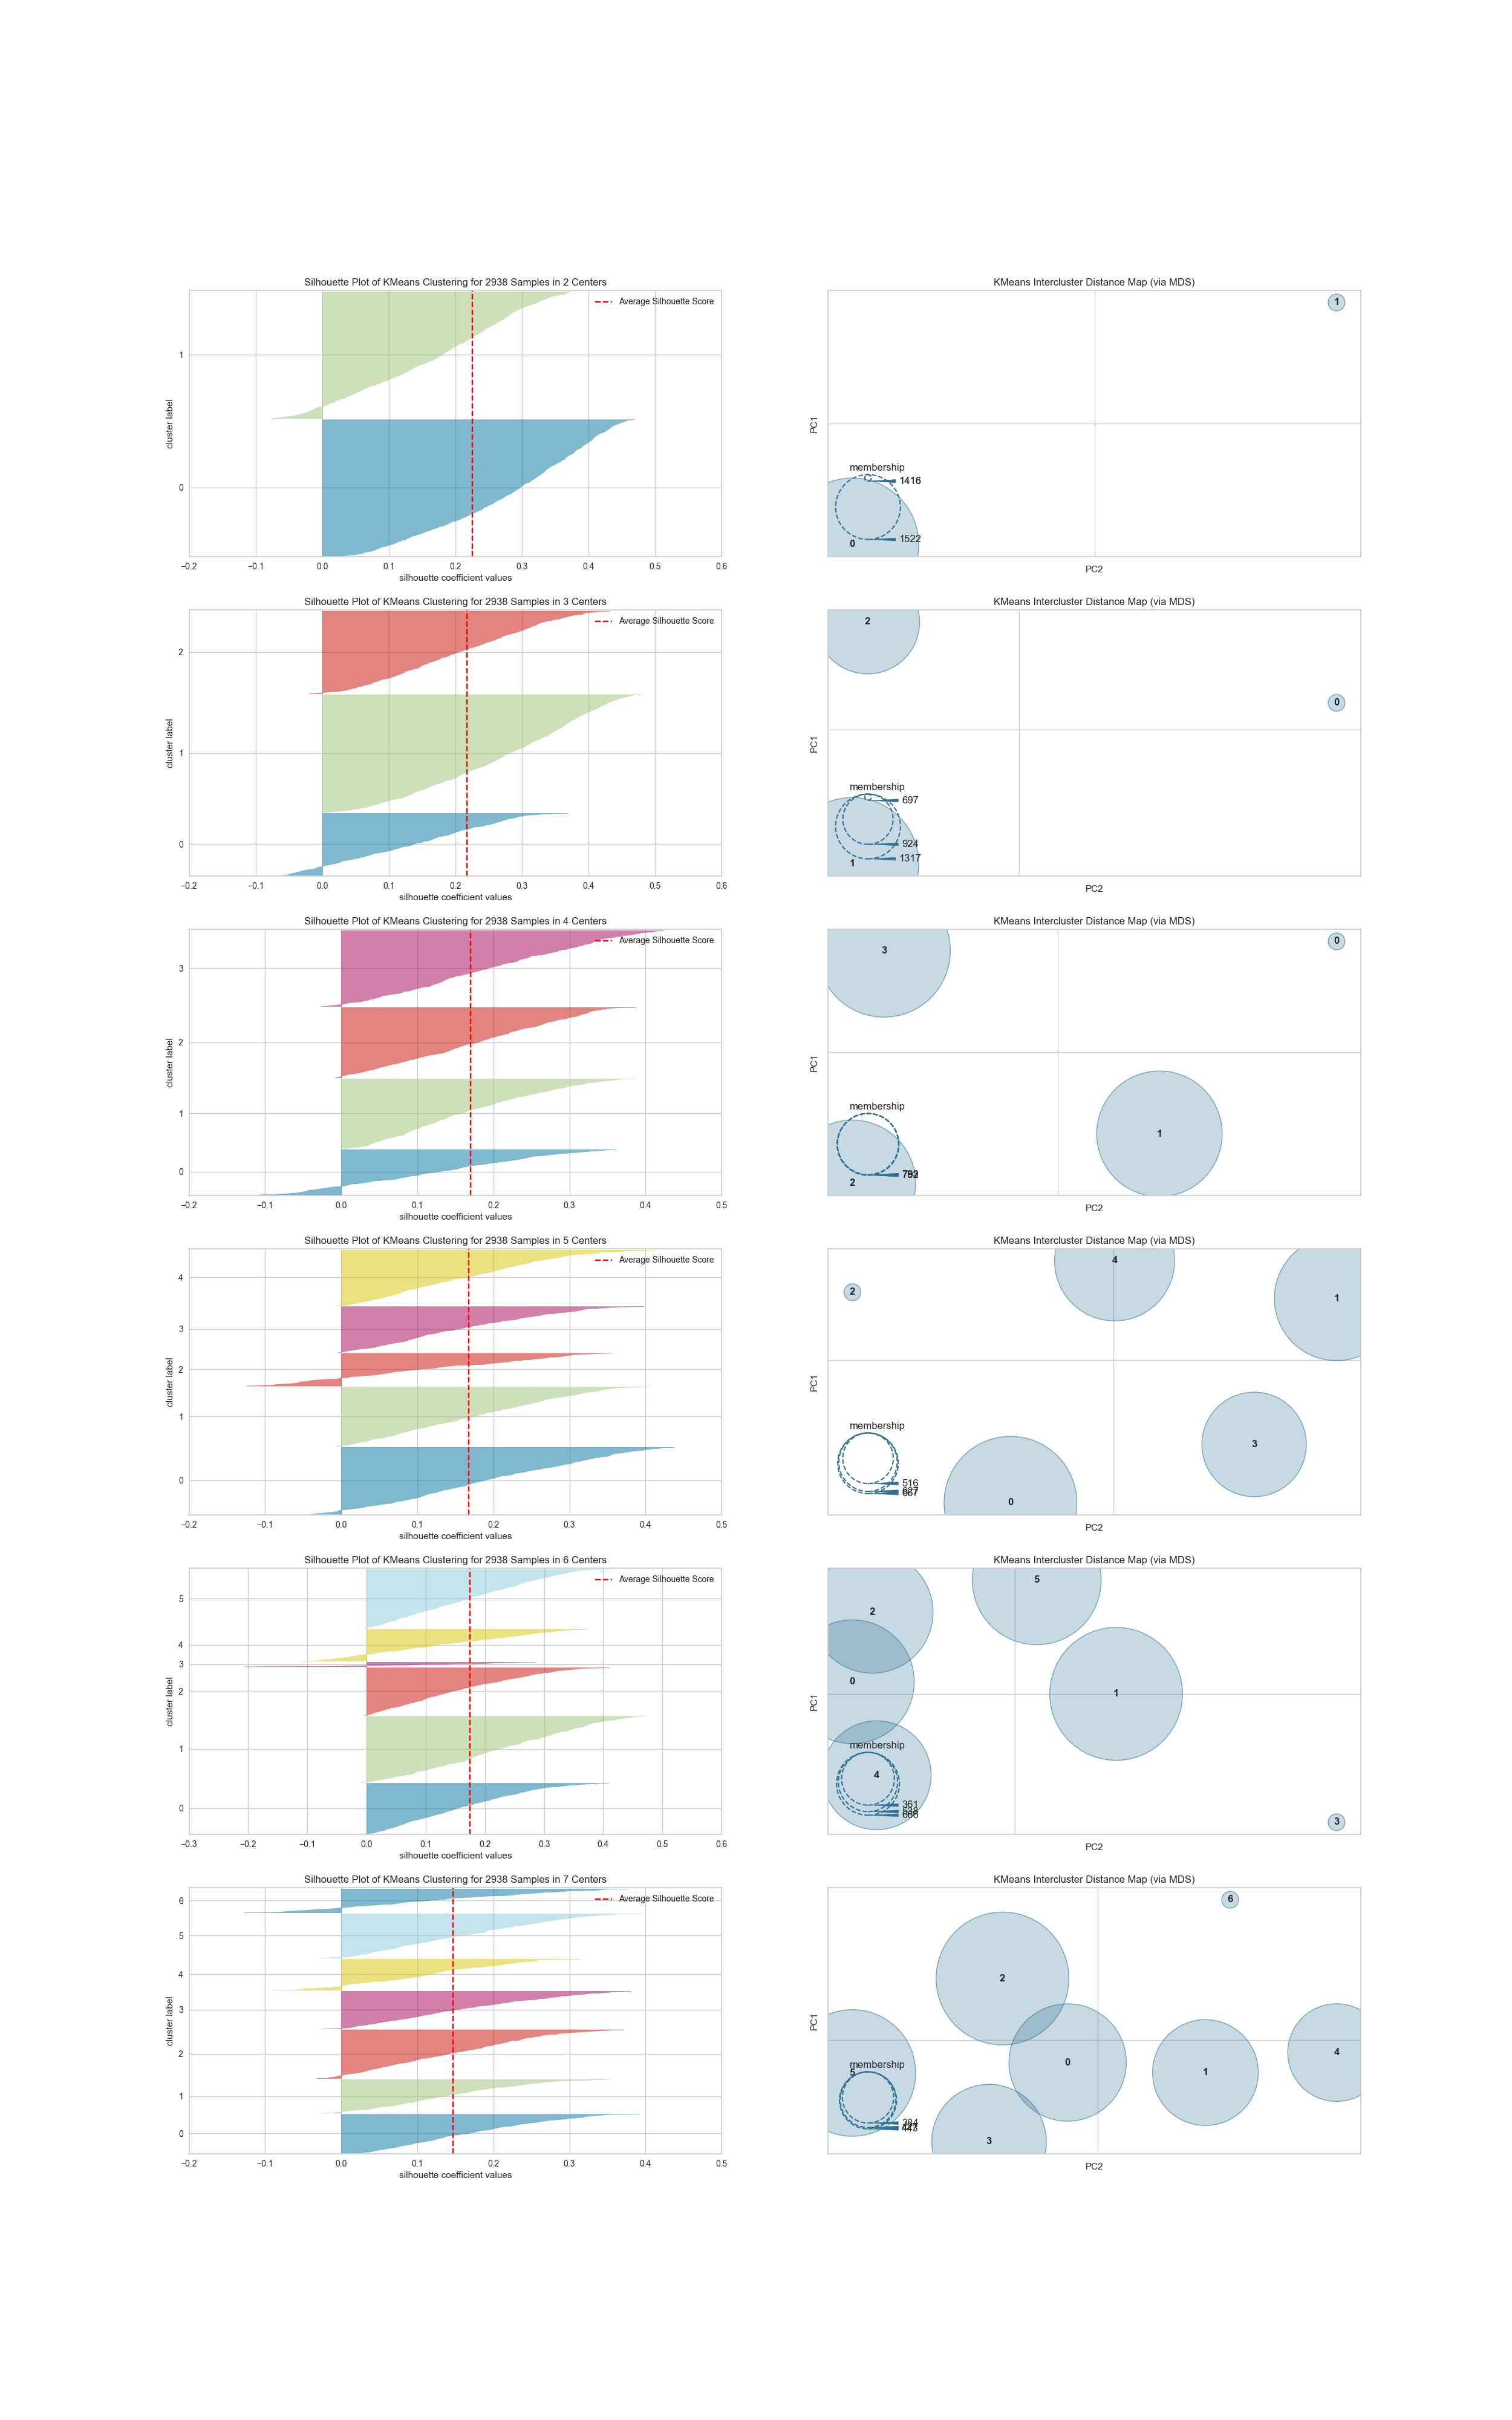 Silhouette Plot of KMeans Clustering for 2938 Samples in 2 Centers
Average Silhouette Score
1
0
cluster label
−0.2 −0.1 0.0 0.1 0.2 0.3 0.4 0.5 0.6
silhouette coefficient values
KMeans Intercluster Distance Map (via MDS)
1
PC1
membership
1416
1522
0
PC2
Silhouette Plot of KMeans Clustering for 2938 Samples in 3 Centers
Average Silhouette Score
2
1
0
cluster label
−0.2 −0.1 0.0 0.1 0.2 0.3 0.4 0.5 0.6
silhouette coefficient values
KMeans Intercluster Distance Map (via MDS)
2
0
PC1
membership
697
924
1317
1
PC2
Silhouette Plot of KMeans Clustering for 2938 Samples in 4 Centers
Average Silhouette Score
3
2
1
0
cluster label
−0.2 −0.1 0.0 0.1 0.2 0.3 0.4 0.5
silhouette coefficient values
KMeans Intercluster Distance Map (via MDS)
0
3
PC1
membership
1
2
PC2
Silhouette Plot of KMeans Clustering for 2938 Samples in 5 Centers
Average Silhouette Score
4
3
2
1
0
cluster label
−0.2 −0.1 0.0 0.1 0.2 0.3 0.4 0.5
silhouette coefficient values
KMeans Intercluster Distance Map (via MDS)
4
2
1
PC1
membership
3
516
0
PC2
Silhouette Plot of KMeans Clustering for 2938 Samples in 6 Centers
Average Silhouette Score
5
4
3
2
1
0
cluster label
−0.3 −0.2 −0.1 0.0 0.1 0.2 0.3 0.4 0.5 0.6
silhouette coefficient values
KMeans Intercluster Distance Map (via MDS)
5
2
0
1
PC1
membership
4
361
3
PC2
Silhouette Plot of KMeans Clustering for 2938 Samples in 7 Centers
Average Silhouette Score
6
5
4
3
2
1
0
cluster label
−0.2 −0.1 0.0 0.1 0.2 0.3 0.4 0.5
silhouette coefficient values
KMeans Intercluster Distance Map (via MDS)
6
2
PC1
4
0
membership
5
1
384
3
PC2